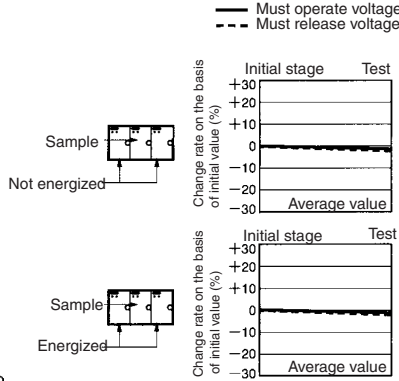 Must operate voltage
Must release voltage
Change rate on the basis
of initial value (%)
Initial stage Test
+30
+20
+10
0
−10
−20
−30
Average value
Sample
Not energized
Change rate on the basis
of initial value (%)
Initial stage Test
+30
+20
+10
0
−10
−20
−30
Average value
Sample
Energized